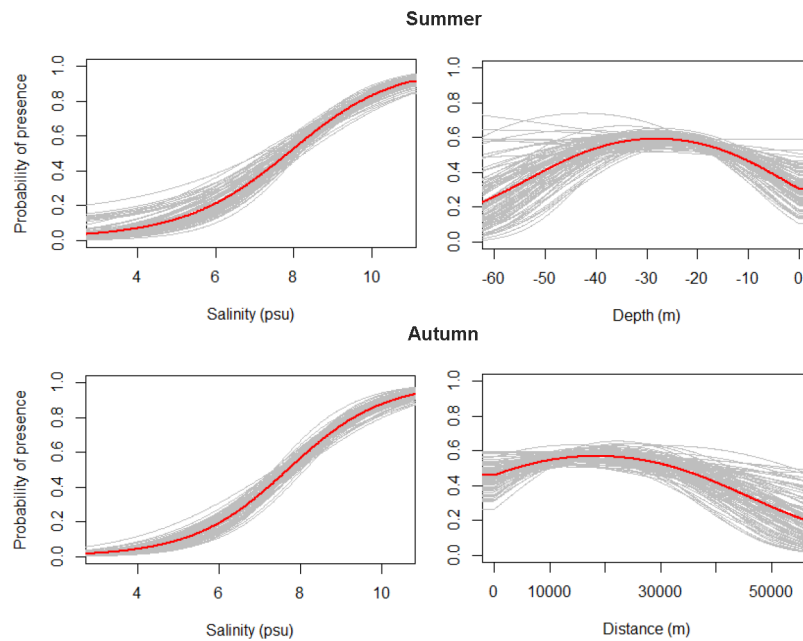 Summer
Probability of presence
0.0 0.2 0.4 0.6 0.8 1.0
4 6 8 10
Salinity (psu)
0.0 0.2 0.4 0.6 0.8 1.0
-60 -50 -40 -30 -20 -10 0
Depth (m)
Autumn
Probability of presence
0.0 0.2 0.4 0.6 0.8 1.0
4 6 8 10
Salinity (psu)
0.0 0.2 0.4 0.6 0.8 1.0
0 10000 30000 50000
Distance (m)